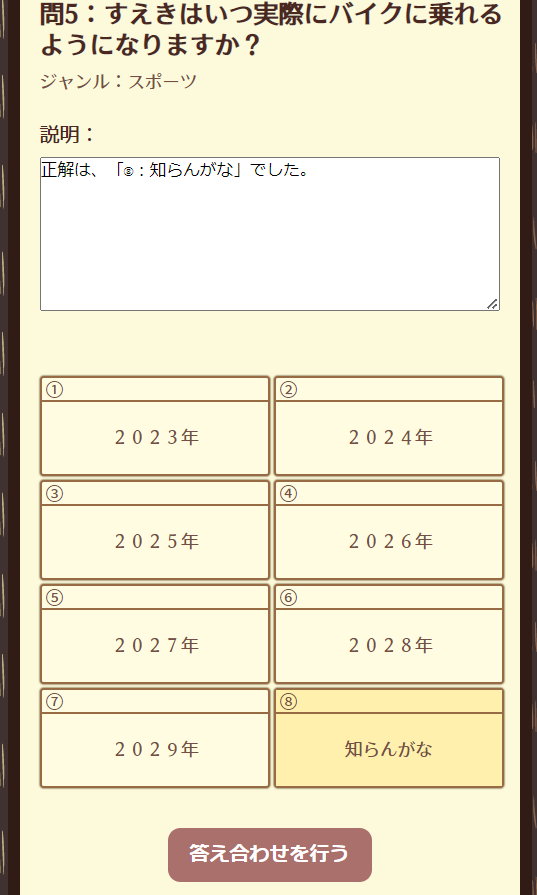 問5：すえきはいつ実際にバイクに乗れる
ようになりますか？
ジャンル：スポーツ
説明：
正解は、「⑧：知らんがな」でした。
①
２０２３年
②
２０２４年
③
２０２５年
④
２０２６年
⑤
２０２７年
⑥
２０２８年
⑦
２０２９年
⑧
知らんがな
答え合わせを行う